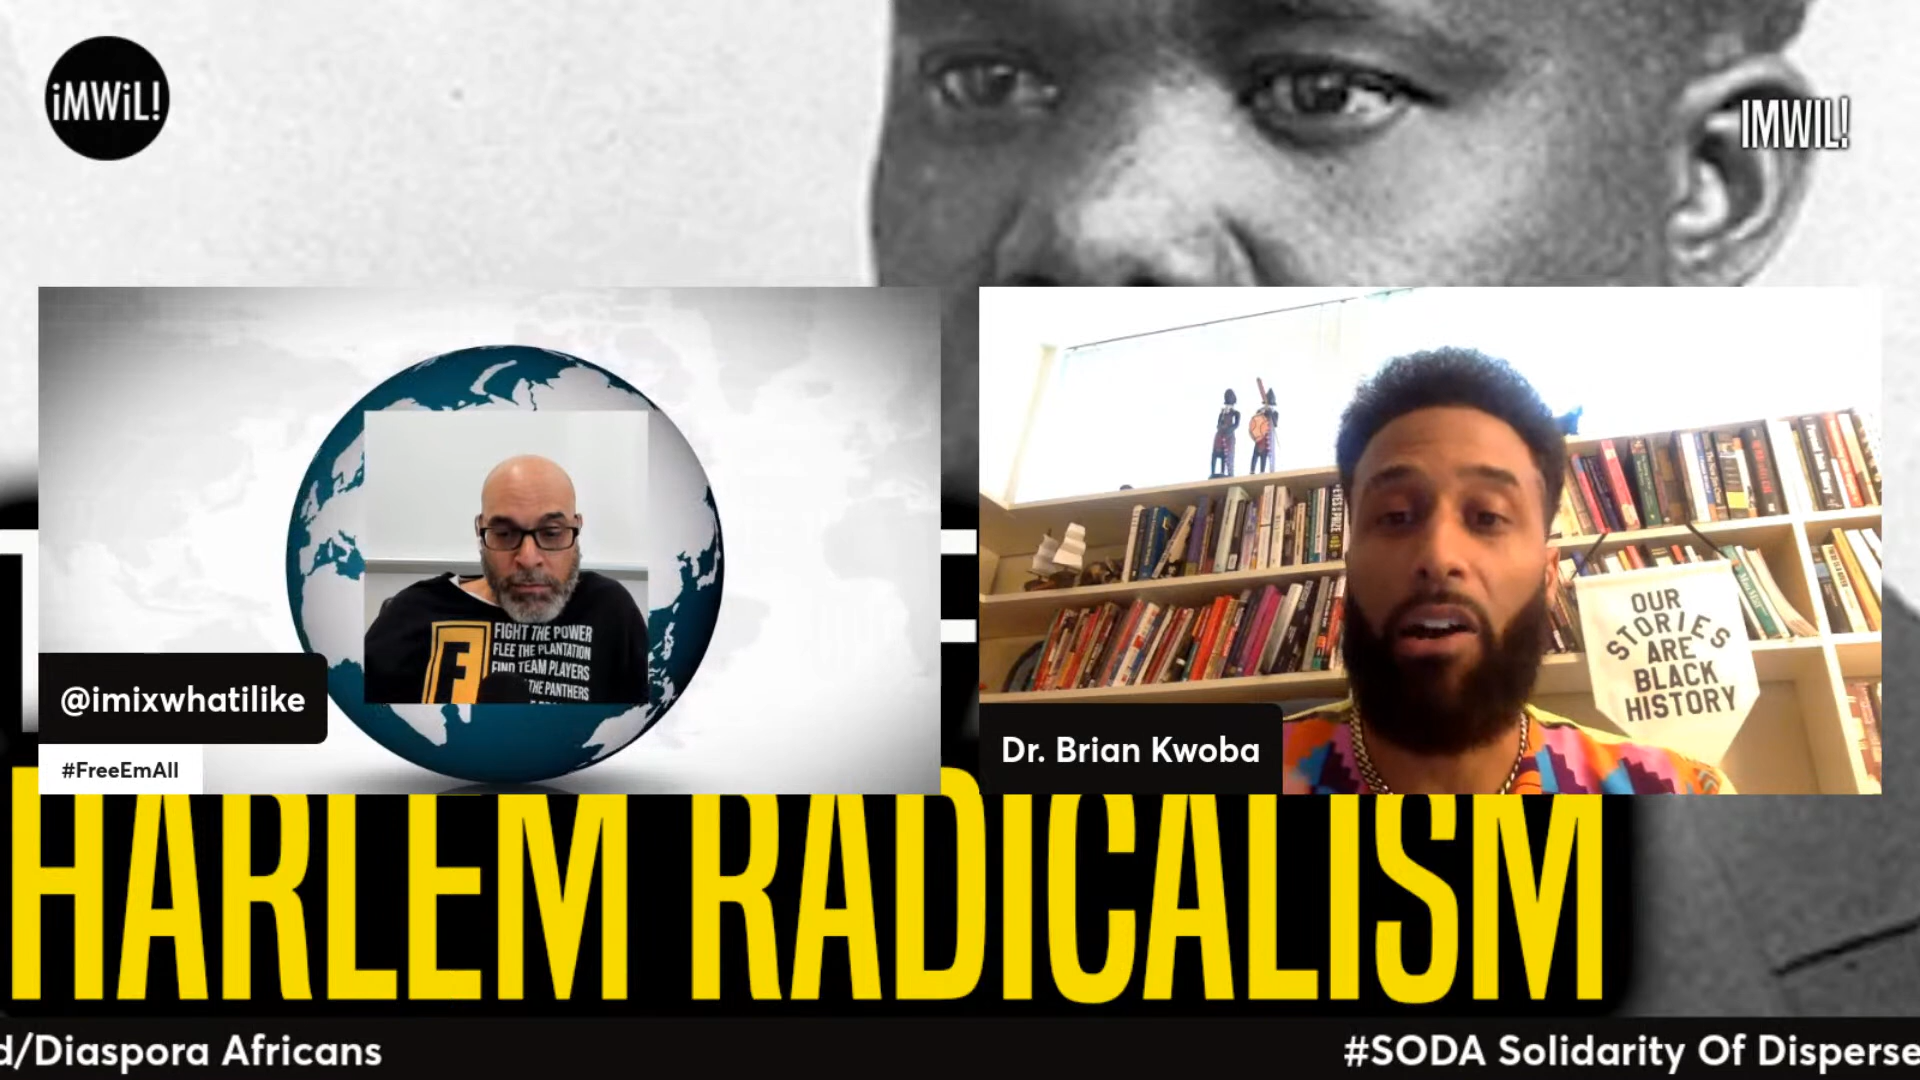 iMWiL!
IMWIL!
FIGHT THE POWER
FLEE THE PLANTATION
FIND TEAM PLAYERS
THE PANTHERS
F
@imixwhatilike
#FreeEmAll
OUR
STORIES
ARE
BLACK
HISTORY
Dr. Brian Kwoba
HARLEM RADICALISM
d/Diaspora Africans
#SODA Solidarity Of Disperse